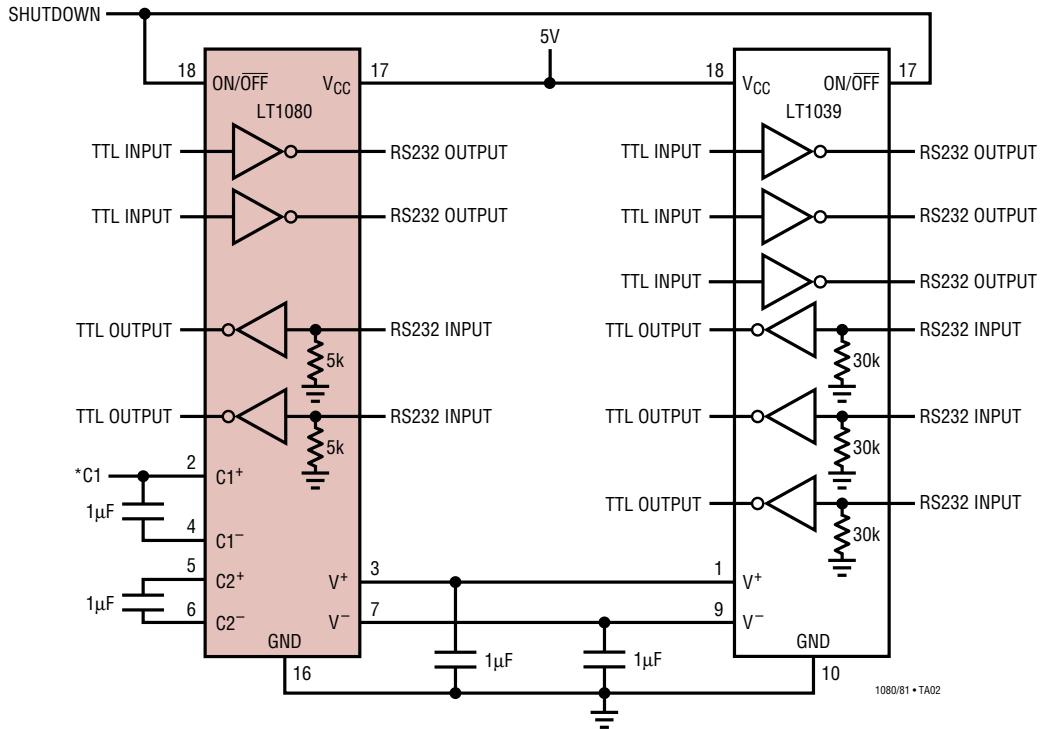 SHUTDOWN
5V
18 ON/OFF VCC 17
18 VCC ON/OFF 17
LT1080
LT1039
TTL INPUT RS232 OUTPUT
TTL INPUT RS232 OUTPUT
TTL INPUT RS232 OUTPUT
TTL INPUT RS232 OUTPUT
TTL INPUT RS232 OUTPUT
TTL OUTPUT RS232 INPUT
5k
TTL OUTPUT RS232 INPUT
30k
TTL OUTPUT RS232 INPUT
5k
TTL OUTPUT RS232 INPUT
30k
TTL OUTPUT RS232 INPUT
30k
*C1 2 C1+
1µF
4 C1−
5 C2+
1µF
6 C2−
V+ 3
1 V+
V− 7
9 V−
GND
16
GND
10
1µF
1µF
1080/81 • TA02